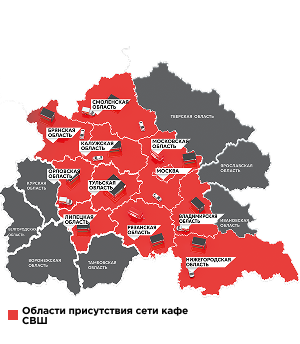 СМОЛЕНСКАЯ
ОБЛАСТЬ
ТВЕРСКАЯ ОБЛАСТЬ
БРЯНСКАЯ
ОБЛАСТЬ
КАЛУЖСКАЯ
ОБЛАСТЬ
МОСКОВСКАЯ
ОБЛАСТЬ
ЯРОСЛАВСКАЯ
ОБЛАСТЬ
ОРЛОВСКАЯ
ОБЛАСТЬ
МОСКВА
КУРСКАЯ
ОБЛАСТЬ
ТУЛЬСКАЯ
ОБЛАСТЬ
ЛИПЕЦКАЯ
ОБЛАСТЬ
ВЛАДИМИРСКАЯ
ОБЛАСТЬ
ИВАНОВСКАЯ
ОБЛАСТЬ
БЕЛГОРОДСКАЯ
ОБЛАСТЬ
РЯЗАНСКАЯ
ОБЛАСТЬ
ВОРОНЕЖСКАЯ
ОБЛАСТЬ
ТАМБОВСКАЯ
ОБЛАСТЬ
НИЖЕГОРОДСКАЯ
ОБЛАСТЬ
Области присутствия сети кафе
СВШ